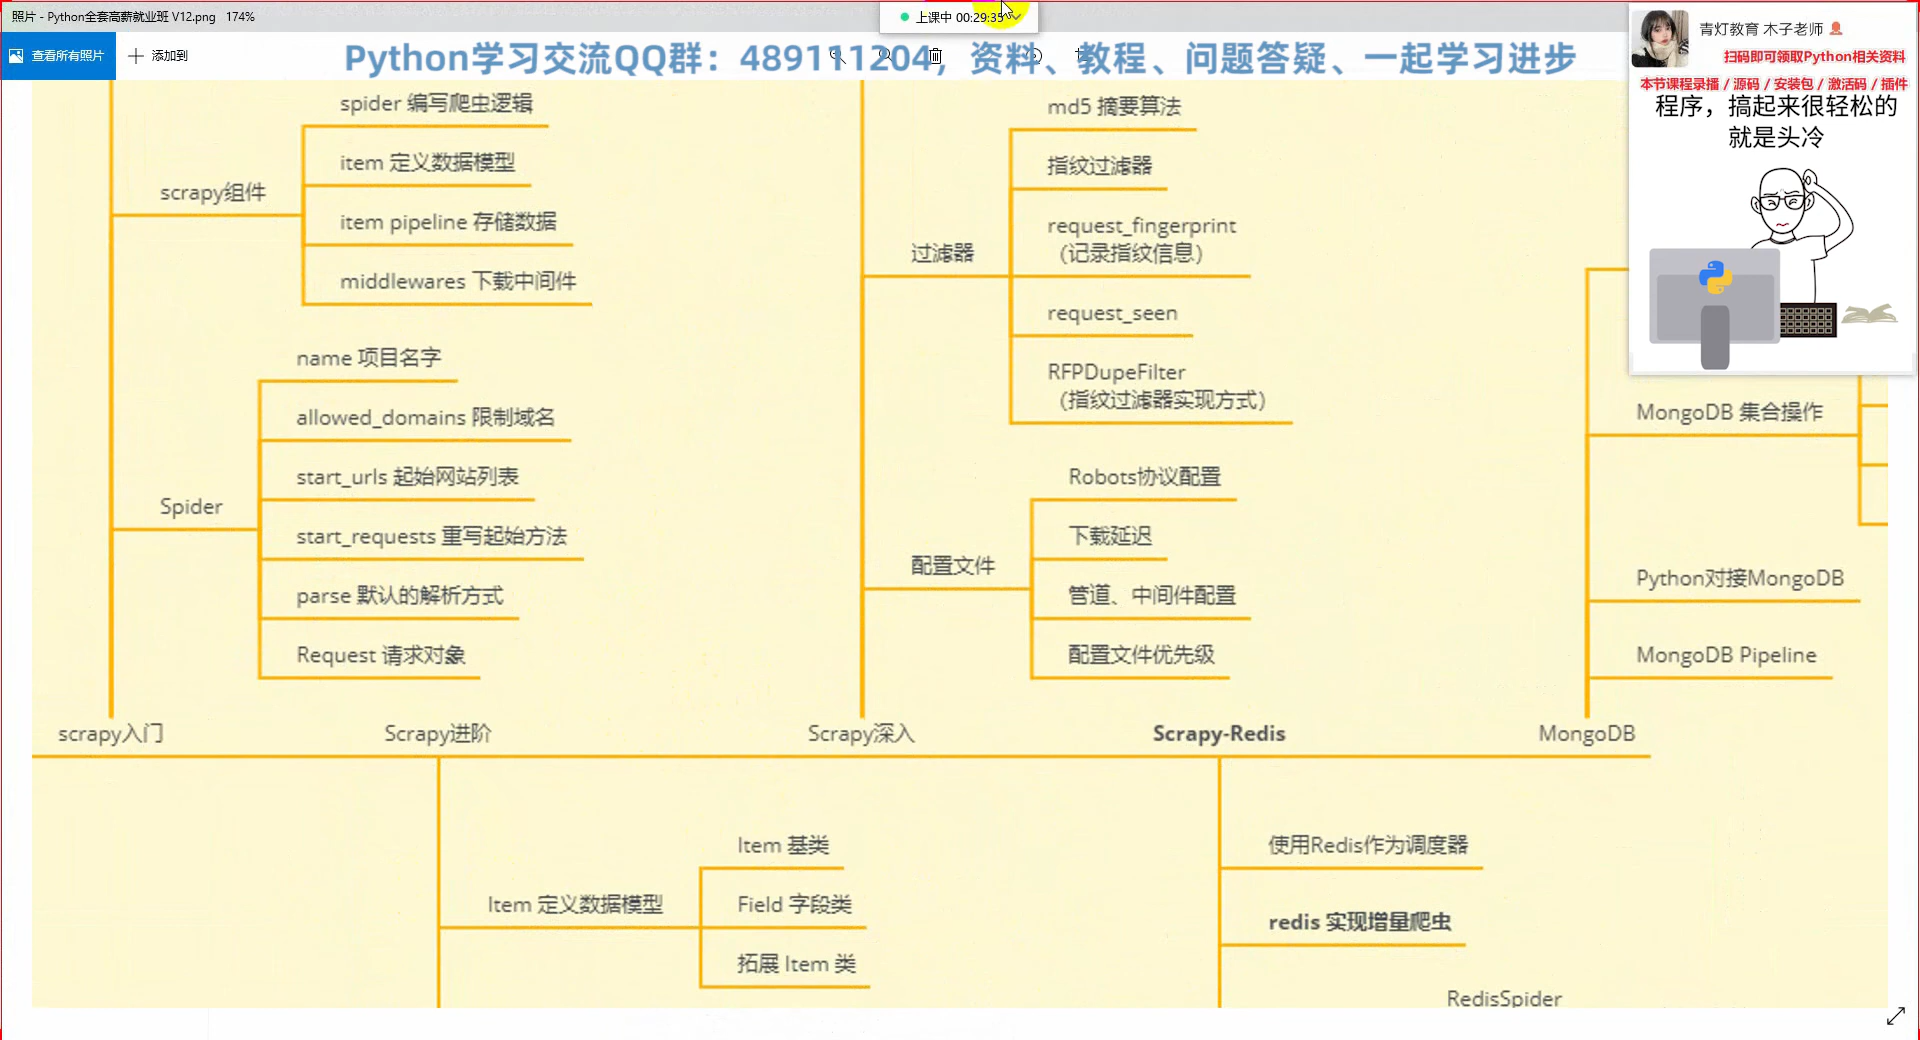 照片 - Python全套高薪就业班 V12.png 174%
上课中 00:29:35
查看所有照片
添加到
Python学习交流QQ群：489111204，资料、教程、问题答疑、一起学习进步
青灯教育 木子老师
扫码即可领取Python相关资料
本节课程录播 / 源码 / 安装包 / 激活码 / 插件
程序，搞起来很轻松的
就是头冷
scrapy组件
spider 编写爬虫逻辑
item 定义数据模型
item pipeline 存储数据
middlewares 下载中间件
Spider
name 项目名字
allowed_domains 限制域名
start_urls 起始网站列表
start_requests 重写起始方法
parse 默认的解析方式
Request 请求对象
过滤器
md5 摘要算法
指纹过滤器
request_fingerprint
（记录指纹信息）
request_seen
RFPDupeFilter
（指纹过滤器实现方式）
配置文件
Robots协议配置
下载延迟
管道、中间件配置
配置文件优先级
MongoDB 集合操作
Python对接MongoDB
MongoDB Pipeline
scrapy入门
Scrapy进阶
Scrapy深入
Scrapy-Redis
MongoDB
Item 定义数据模型
Item 基类
Field 字段类
拓展 Item 类
使用Redis作为调度器
redis 实现增量爬虫
RedisSpider